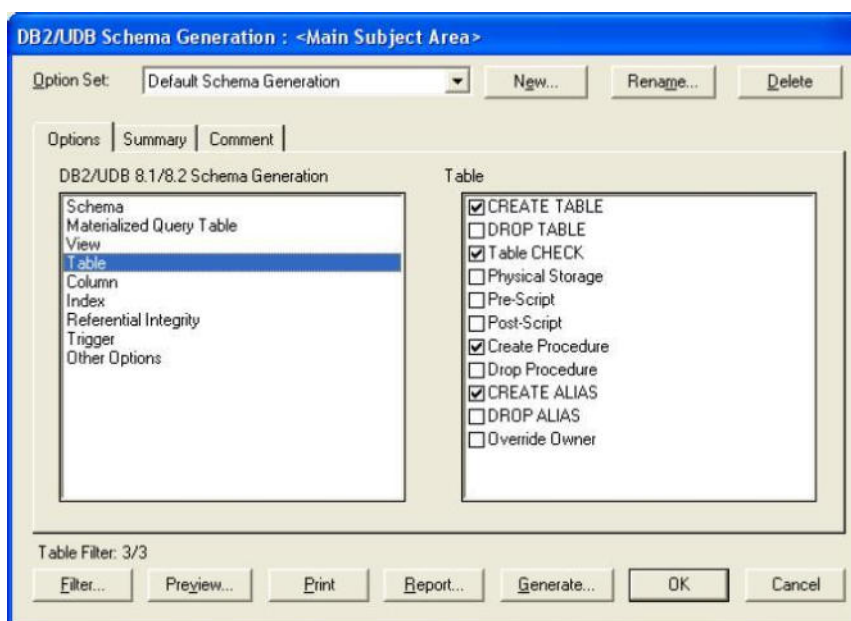 DB2/UDB Schema Generation : <Main Subject Area>
Option Set: Default Schema Generation New... Rename... Delete
Options Summary Comment
DB2/UDB 8.1/8.2 Schema Generation
Schema
Materialized Query Table
View
Table
Column
Index
Referential Integrity
Trigger
Other Options
Table
CREATE TABLE
DROP TABLE
Table CHECK
Physical Storage
Pre-Script
Post-Script
Create Procedure
Drop Procedure
CREATE ALIAS
DROP ALIAS
Override Owner
Table Filter: 3/3
Filter... Preview... Print Report... Generate... OK Cancel